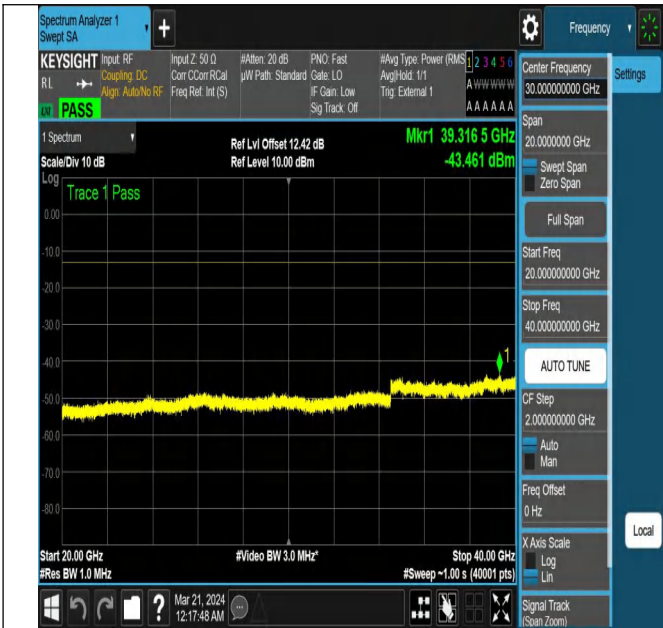 Spectrum Analyzer 1
Swept SA
+
Frequency
KEYSIGHT
RL
LXI
PASS
Input: RF
Coupling: DC
Align: Auto/No RF
Input Z: 50 Ω
Corr CCorr RCal
Freq Ref: Int (S)
#Atten: 20 dB
µW Path: Standard
PNO: Fast
Gate: LO
IF Gain: Low
Sig Track: Off
#Avg Type: Power (RMS
Avg|Hold: 1/1
Trig: External 1
1 2 3 4 5 6
A W W W W W
A A A A A A
1 Spectrum
Scale/Div 10 dB
Ref Lvl Offset 12.42 dB
Ref Level 10.00 dBm
Mkr1 39.316 5 GHz
-43.461 dBm
Log
Trace 1 Pass
0.00
-10.0
-20.0
-30.0
-40.0
-50.0
-60.0
-70.0
-80.0
1
Start 20.00 GHz
#Res BW 1.0 MHz
#Video BW 3.0 MHz*
Stop 40.00 GHz
#Sweep ~1.00 s (40001 pts)
Mar 21, 2024
12:17:48 AM
?
Center Frequency
30.000000000 GHz
Span
20.0000000 GHz
Swept Span
Zero Span
Full Span
Start Freq
20.000000000 GHz
Stop Freq
40.000000000 GHz
AUTO TUNE
CF Step
2.000000000 GHz
Auto
Man
Freq Offset
0 Hz
X Axis Scale
Log
Lin
Signal Track
(Span Zoom)
Settings
Local